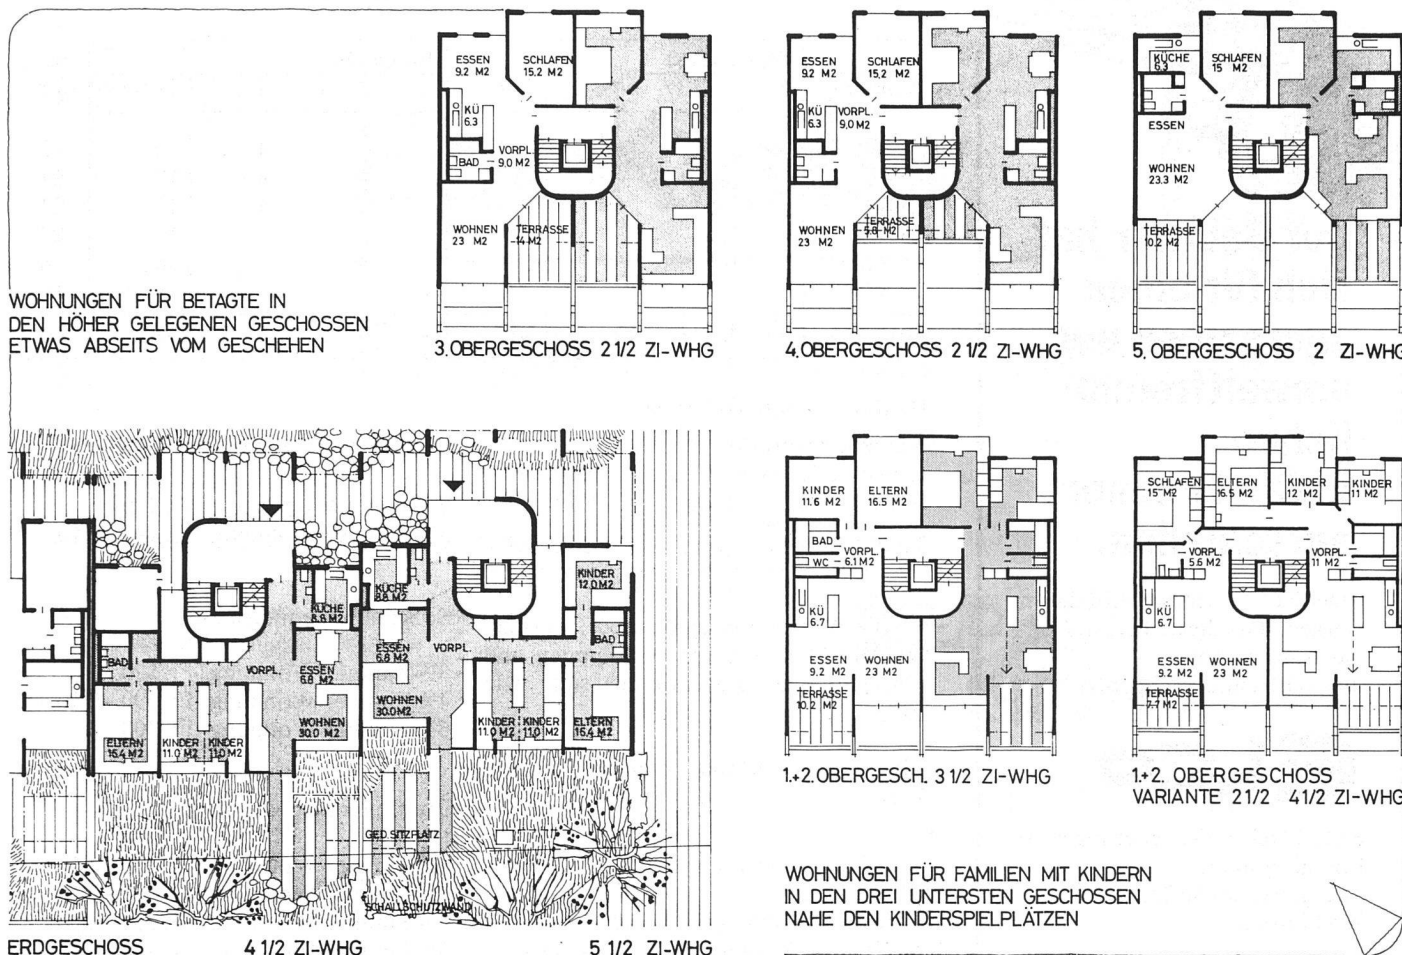 ESSEN
9.2 M2
SCHLAFEN
15,2 M2
KÜ
6.3
BAD
VORPL.
9,0 M2
WOHNEN
23 M2
TERRASSE
14 M2
3.OBERGESCHOSS 2 1/2 ZI-WHG
ESSEN
9.2 M2
SCHLAFEN
15,2 M2
KÜ
6.3
VORPL.
9,0 M2
WOHNEN
23 M2
TERRASSE
5.8 M2
4.OBERGESCHOSS 2 1/2 ZI-WHG
KÜCHE
6.3
SCHLAFEN
15 M2
ESSEN
WOHNEN
23.3 M2
TERRASSE
10.2 M2
5.OBERGESCHOSS 2 ZI-WHG
WOHNUNGEN FÜR BETAGTE IN
DEN HÖHER GELEGENEN GESCHOSSEN
ETWAS ABSEITS VOM GESCHEHEN
KÜCHE
8.8 M2
KÜCHE
8.8 M2
KINDER
12.0 M2
BAD
VORPL.
ESSEN
6.8 M2
ESSEN
6.8 M2
VORPL.
BAD
ELTERN
15.4 M2
KINDER
11.0 M2
KINDER
11.0 M2
WOHNEN
30.0 M2
WOHNEN
30.0 M2
KINDER
11.0 M2
KINDER
11.0 M2
ELTERN
15.4 M2
GED.SITZPLATZ
SCHALLSCHUTZWAND
ERDGESCHOSS 4 1/2 ZI-WHG 5 1/2 ZI-WHG
KINDER
11.6 M2
ELTERN
16.5 M2
BAD
WC
VORPL.
6.1 M2
KÜ
6.7
ESSEN
9.2 M2
WOHNEN
23 M2
TERRASSE
10.2 M2
1.+2.OBERGESCH. 3 1/2 ZI-WHG
SCHLAFEN
15 M2
ELTERN
16.5 M2
KINDER
12 M2
KINDER
11 M2
VORPL.
5.6 M2
VORPL.
11 M2
KÜ
6.7
ESSEN
9.2 M2
WOHNEN
23 M2
TERRASSE
7.7 M2
1.+2. OBERGESCHOSS
VARIANTE 2 1/2 4 1/2 ZI-WHG
WOHNUNGEN FÜR FAMILIEN MIT KINDERN
IN DEN DREI UNTERSTEN GESCHOSSEN
NAHE DEN KINDERSPIELPLÄTZEN